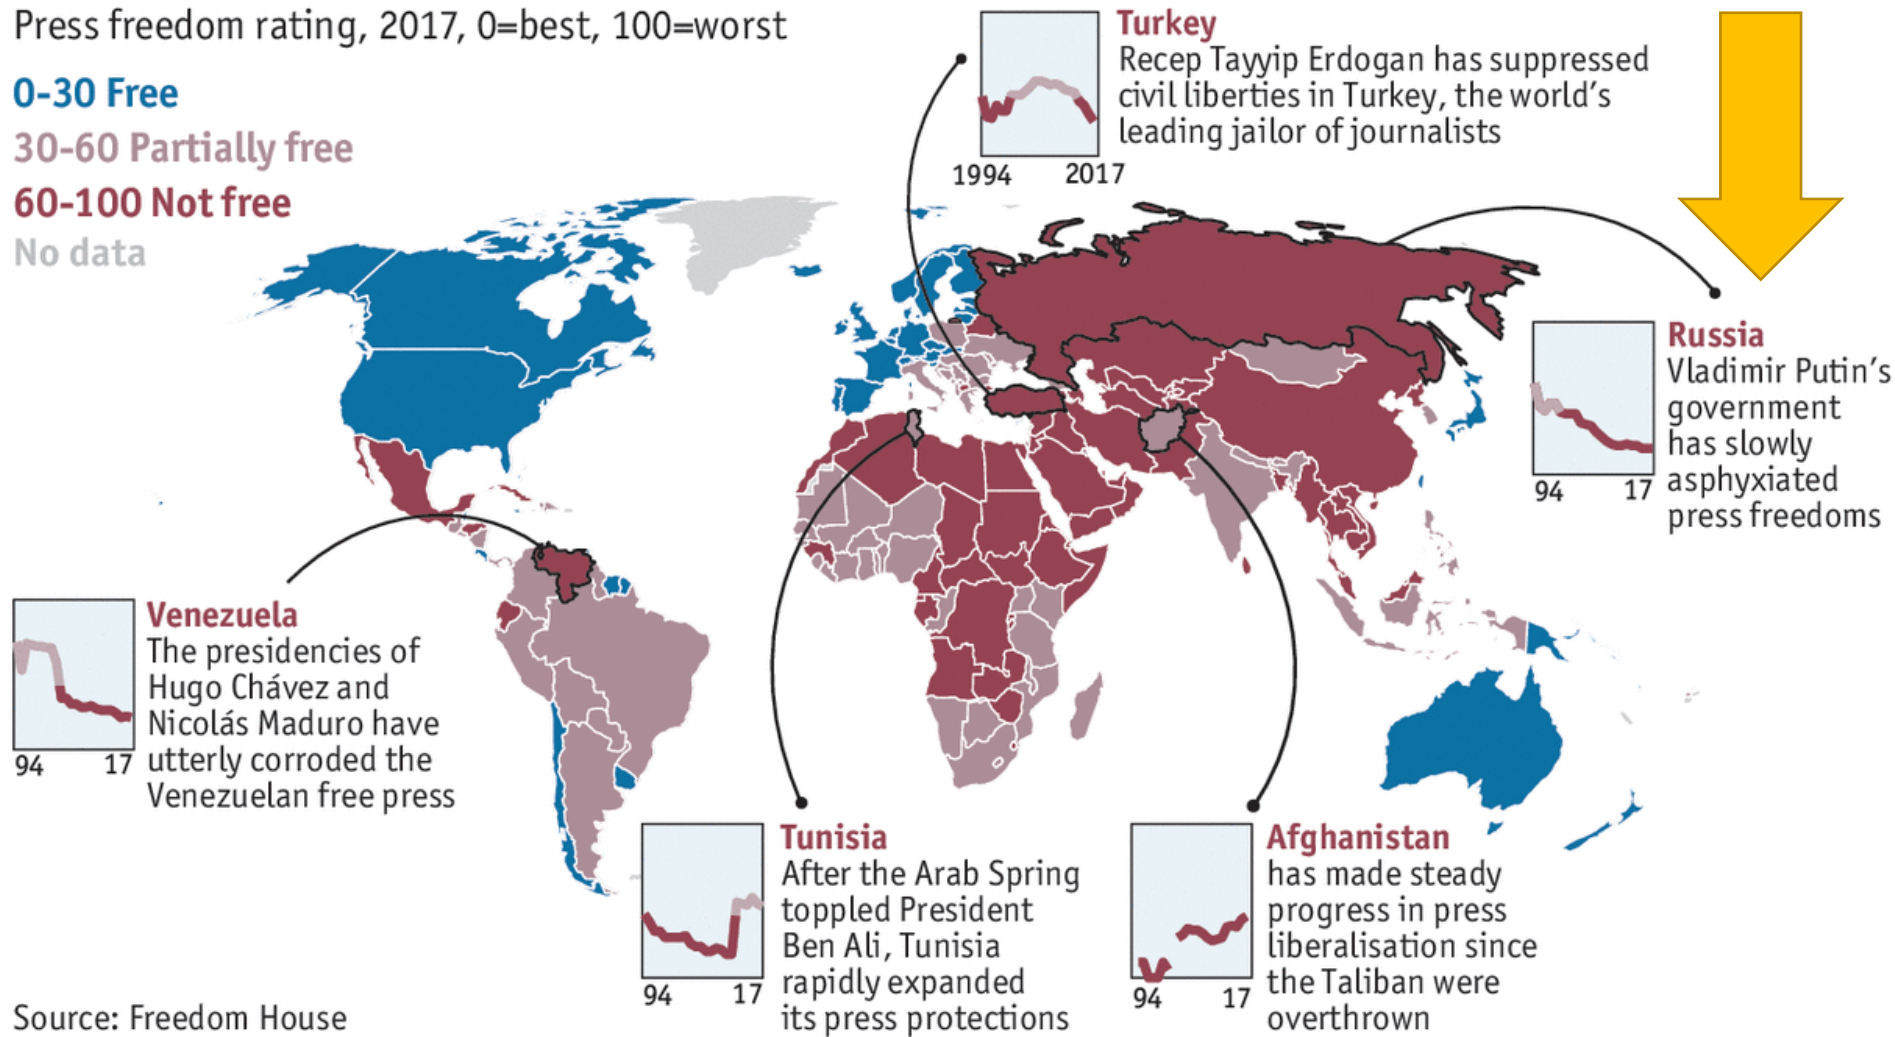 Press freedom rating, 2017, 0=best, 100=worst
0-30 Free
30-60 Partially free
60-100 Not free
No data
Turkey
Recep Tayyip Erdogan has suppressed
civil liberties in Turkey, the world's
leading jailor of journalists
1994 2017
Russia
Vladimir Putin's
government
has slowly
asphyxiated
press freedoms
94 17
Venezuela
The presidencies of
Hugo Chávez and
Nicolás Maduro have
utterly corroded the
Venezuelan free press
94 17
Tunisia
After the Arab Spring
toppled President
Ben Ali, Tunisia
rapidly expanded
its press protections
94 17
Afghanistan
has made steady
progress in press
liberalisation since
the Taliban were
overthrown
94 17
Source: Freedom House